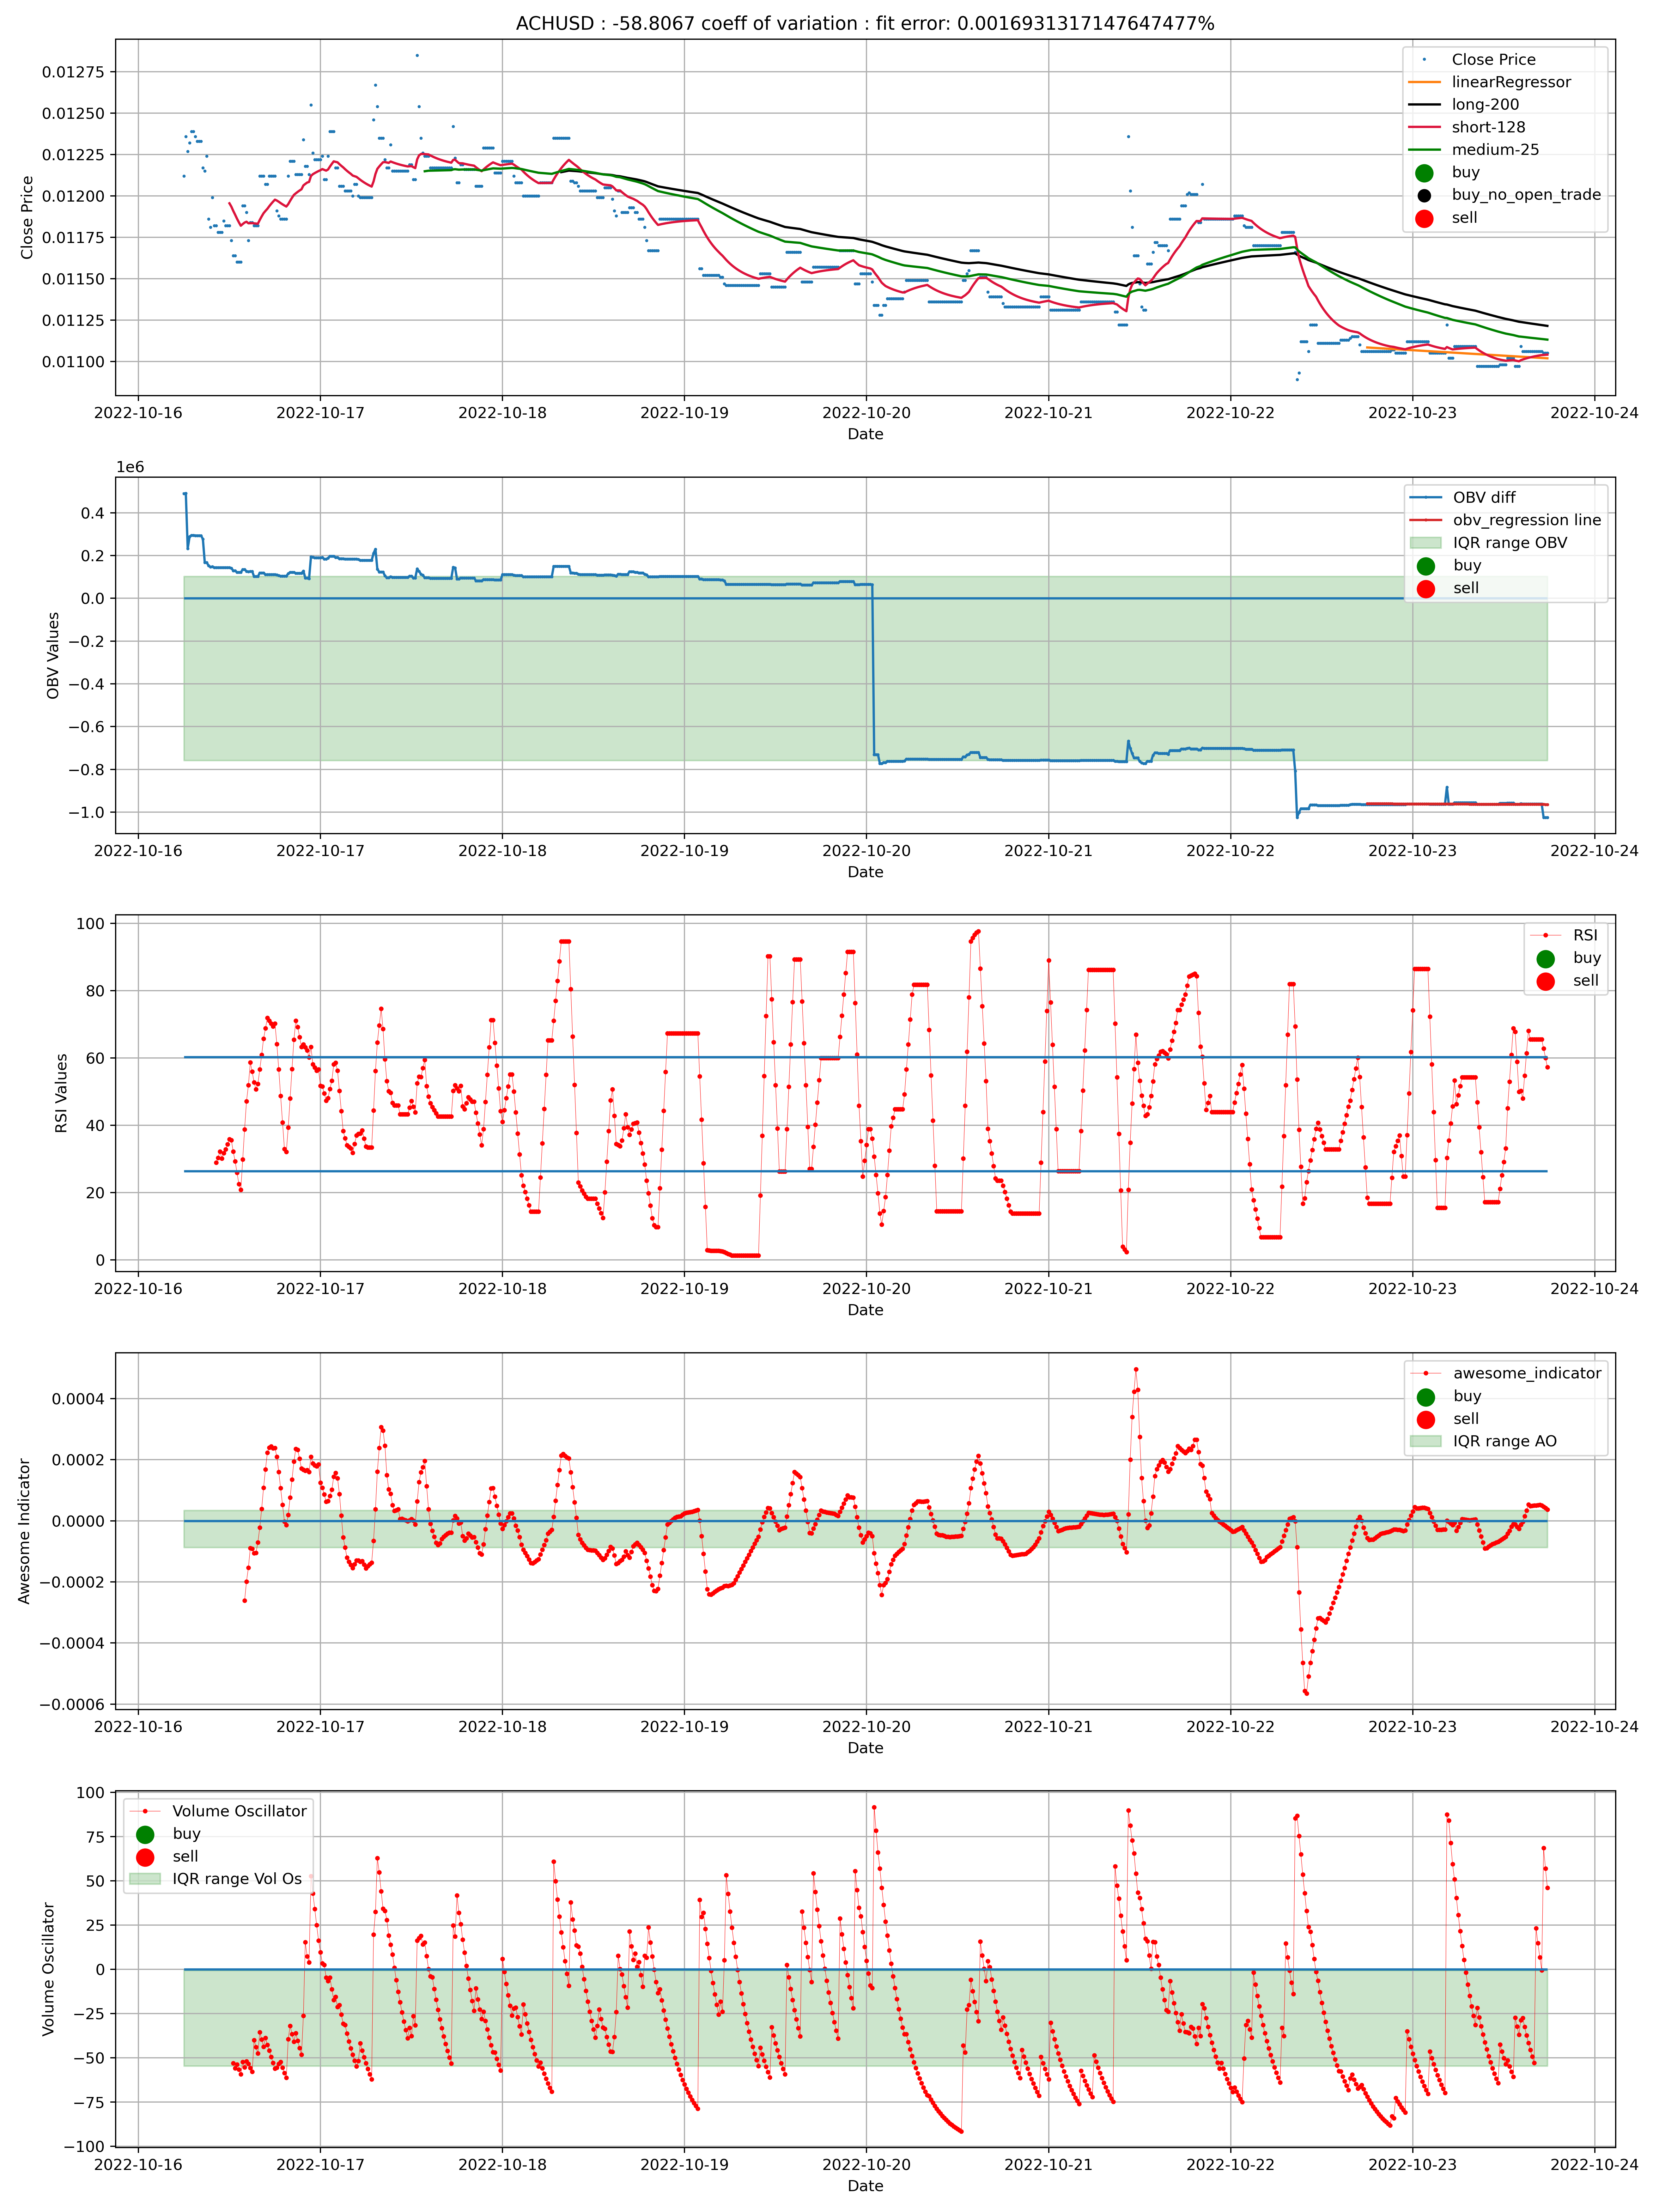 ACHUSD : -58.8067 coeff of variation : fit error: 0.0016931317147647477%
Close Price
0.01275
0.01250
0.01225
0.01200
0.01175
0.01150
0.01125
0.01100
Close Price
linearRegressor
long-200
short-128
medium-25
buy
buy_no_open_trade
sell
2022-10-16 2022-10-17 2022-10-18 2022-10-19 2022-10-20 2022-10-21 2022-10-22 2022-10-23 2022-10-24
Date
1e6
OBV Values
0.4
0.2
0.0
−0.2
−0.4
−0.6
−0.8
−1.0
OBV diff
obv_regression line
IQR range OBV
buy
sell
2022-10-16 2022-10-17 2022-10-18 2022-10-19 2022-10-20 2022-10-21 2022-10-22 2022-10-23 2022-10-24
Date
RSI Values
100
80
60
40
20
0
RSI
buy
sell
2022-10-16 2022-10-17 2022-10-18 2022-10-19 2022-10-20 2022-10-21 2022-10-22 2022-10-23 2022-10-24
Date
Awesome Indicator
0.0004
0.0002
0.0000
−0.0002
−0.0004
−0.0006
awesome_indicator
buy
sell
IQR range AO
2022-10-16 2022-10-17 2022-10-18 2022-10-19 2022-10-20 2022-10-21 2022-10-22 2022-10-23 2022-10-24
Date
Volume Oscillator
100
75
50
25
0
−25
−50
−75
−100
Volume Oscillator
buy
sell
IQR range Vol Os
2022-10-16 2022-10-17 2022-10-18 2022-10-19 2022-10-20 2022-10-21 2022-10-22 2022-10-23 2022-10-24
Date